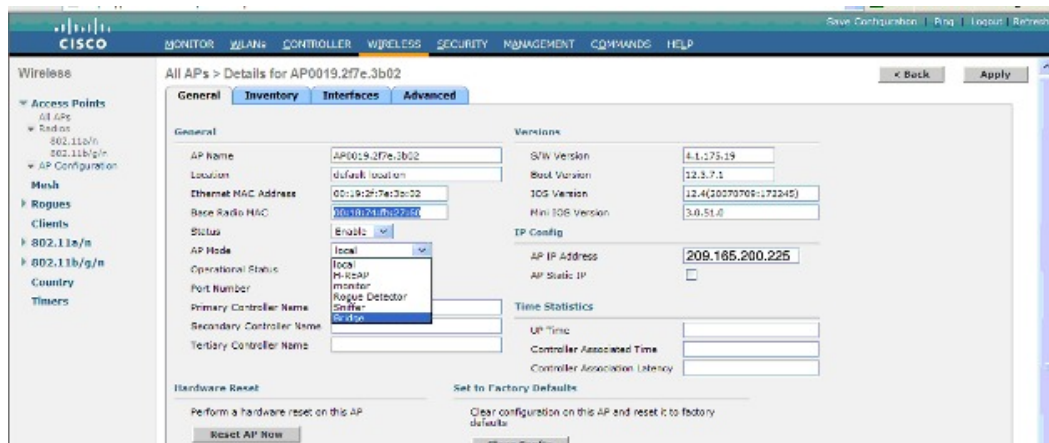 Save Configuration | Ping | Logout | Refresh
CISCO
MONITOR WLANs CONTROLLER WIRELESS SECURITY MANAGEMENT COMMANDS HELP
Wireless
All APs > Details for AP0019.2f7e.3b02
< Back
Apply
General Inventory Interfaces Advanced
Access Points
All APs
Radios
802.11a/n
802.11b/g/n
AP Configuration
Mesh
Rogues
Clients
802.11a/n
802.11b/g/n
Country
Timers
General
AP Name AP0019.2f7e.3b02
Location default location
Ethernet MAC Address 00:19:2f:7e:3b:02
Base Radio MAC
Status Enable
AP Mode local
local
H-REAP
monitor
Rogue Detector
Sniffer
Bridge
Operational Status
Port Number
Primary Controller Name
Secondary Controller Name
Tertiary Controller Name
Versions
S/W Version 4.1.175.19
Boot Version 12.3.7.1
IOS Version 12.4(20070709:172245)
Mini IOS Version 3.0.51.0
IP Config
AP IP Address 209.165.200.225
AP Static IP
Time Statistics
UP Time
Controller Associated Time
Controller Association Latency
Hardware Reset
Perform a hardware reset on this AP
Reset AP Now
Set to Factory Defaults
Clear configuration on this AP and reset it to factory
defaults